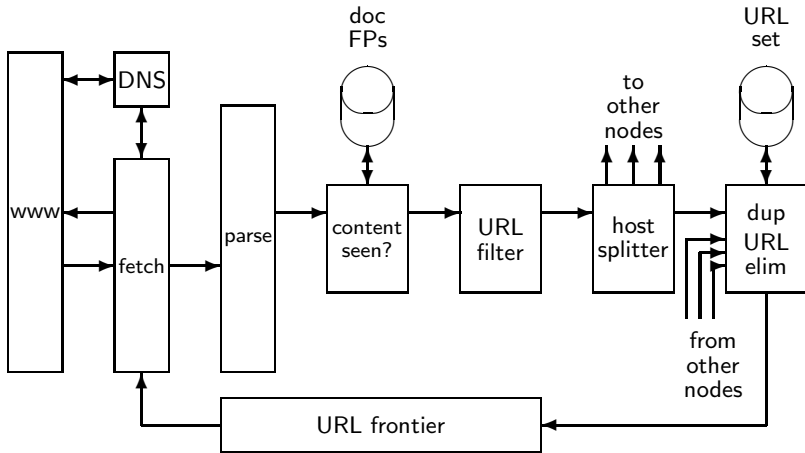 doc
FPs
URL
set
DNS
to
other
nodes
www
fetch
parse
content
seen?
URL
filter
host
splitter
dup
URL
elim
from
other
nodes
URL frontier